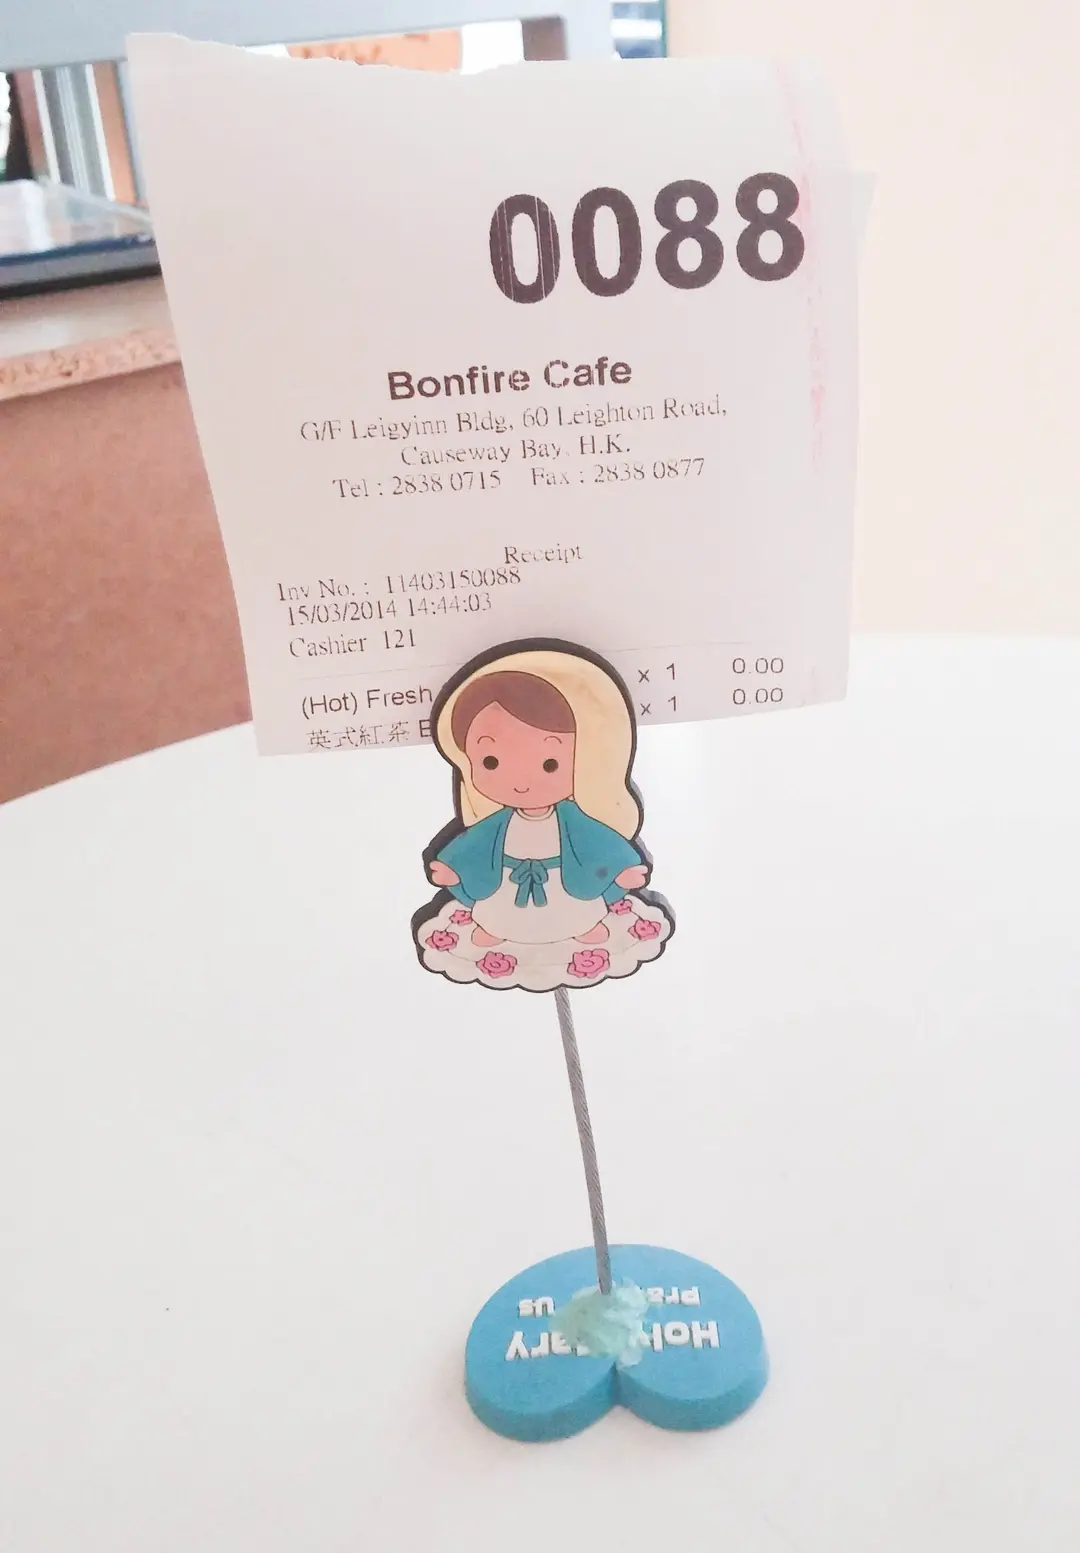 0088
Bonfire Cafe
G/F Leigyinn Bldg, 60 Leighton Road,
Causeway Bay, H.K.
Tel : 2838 0715 Fax : 2838 0877
Receipt
Inv No. : 11403150088
15/03/2014 14:44:03
Cashier 121
(Hot) Fresh x 1 0.00
英式紅茶 E x 1 0.00
Holy
Us